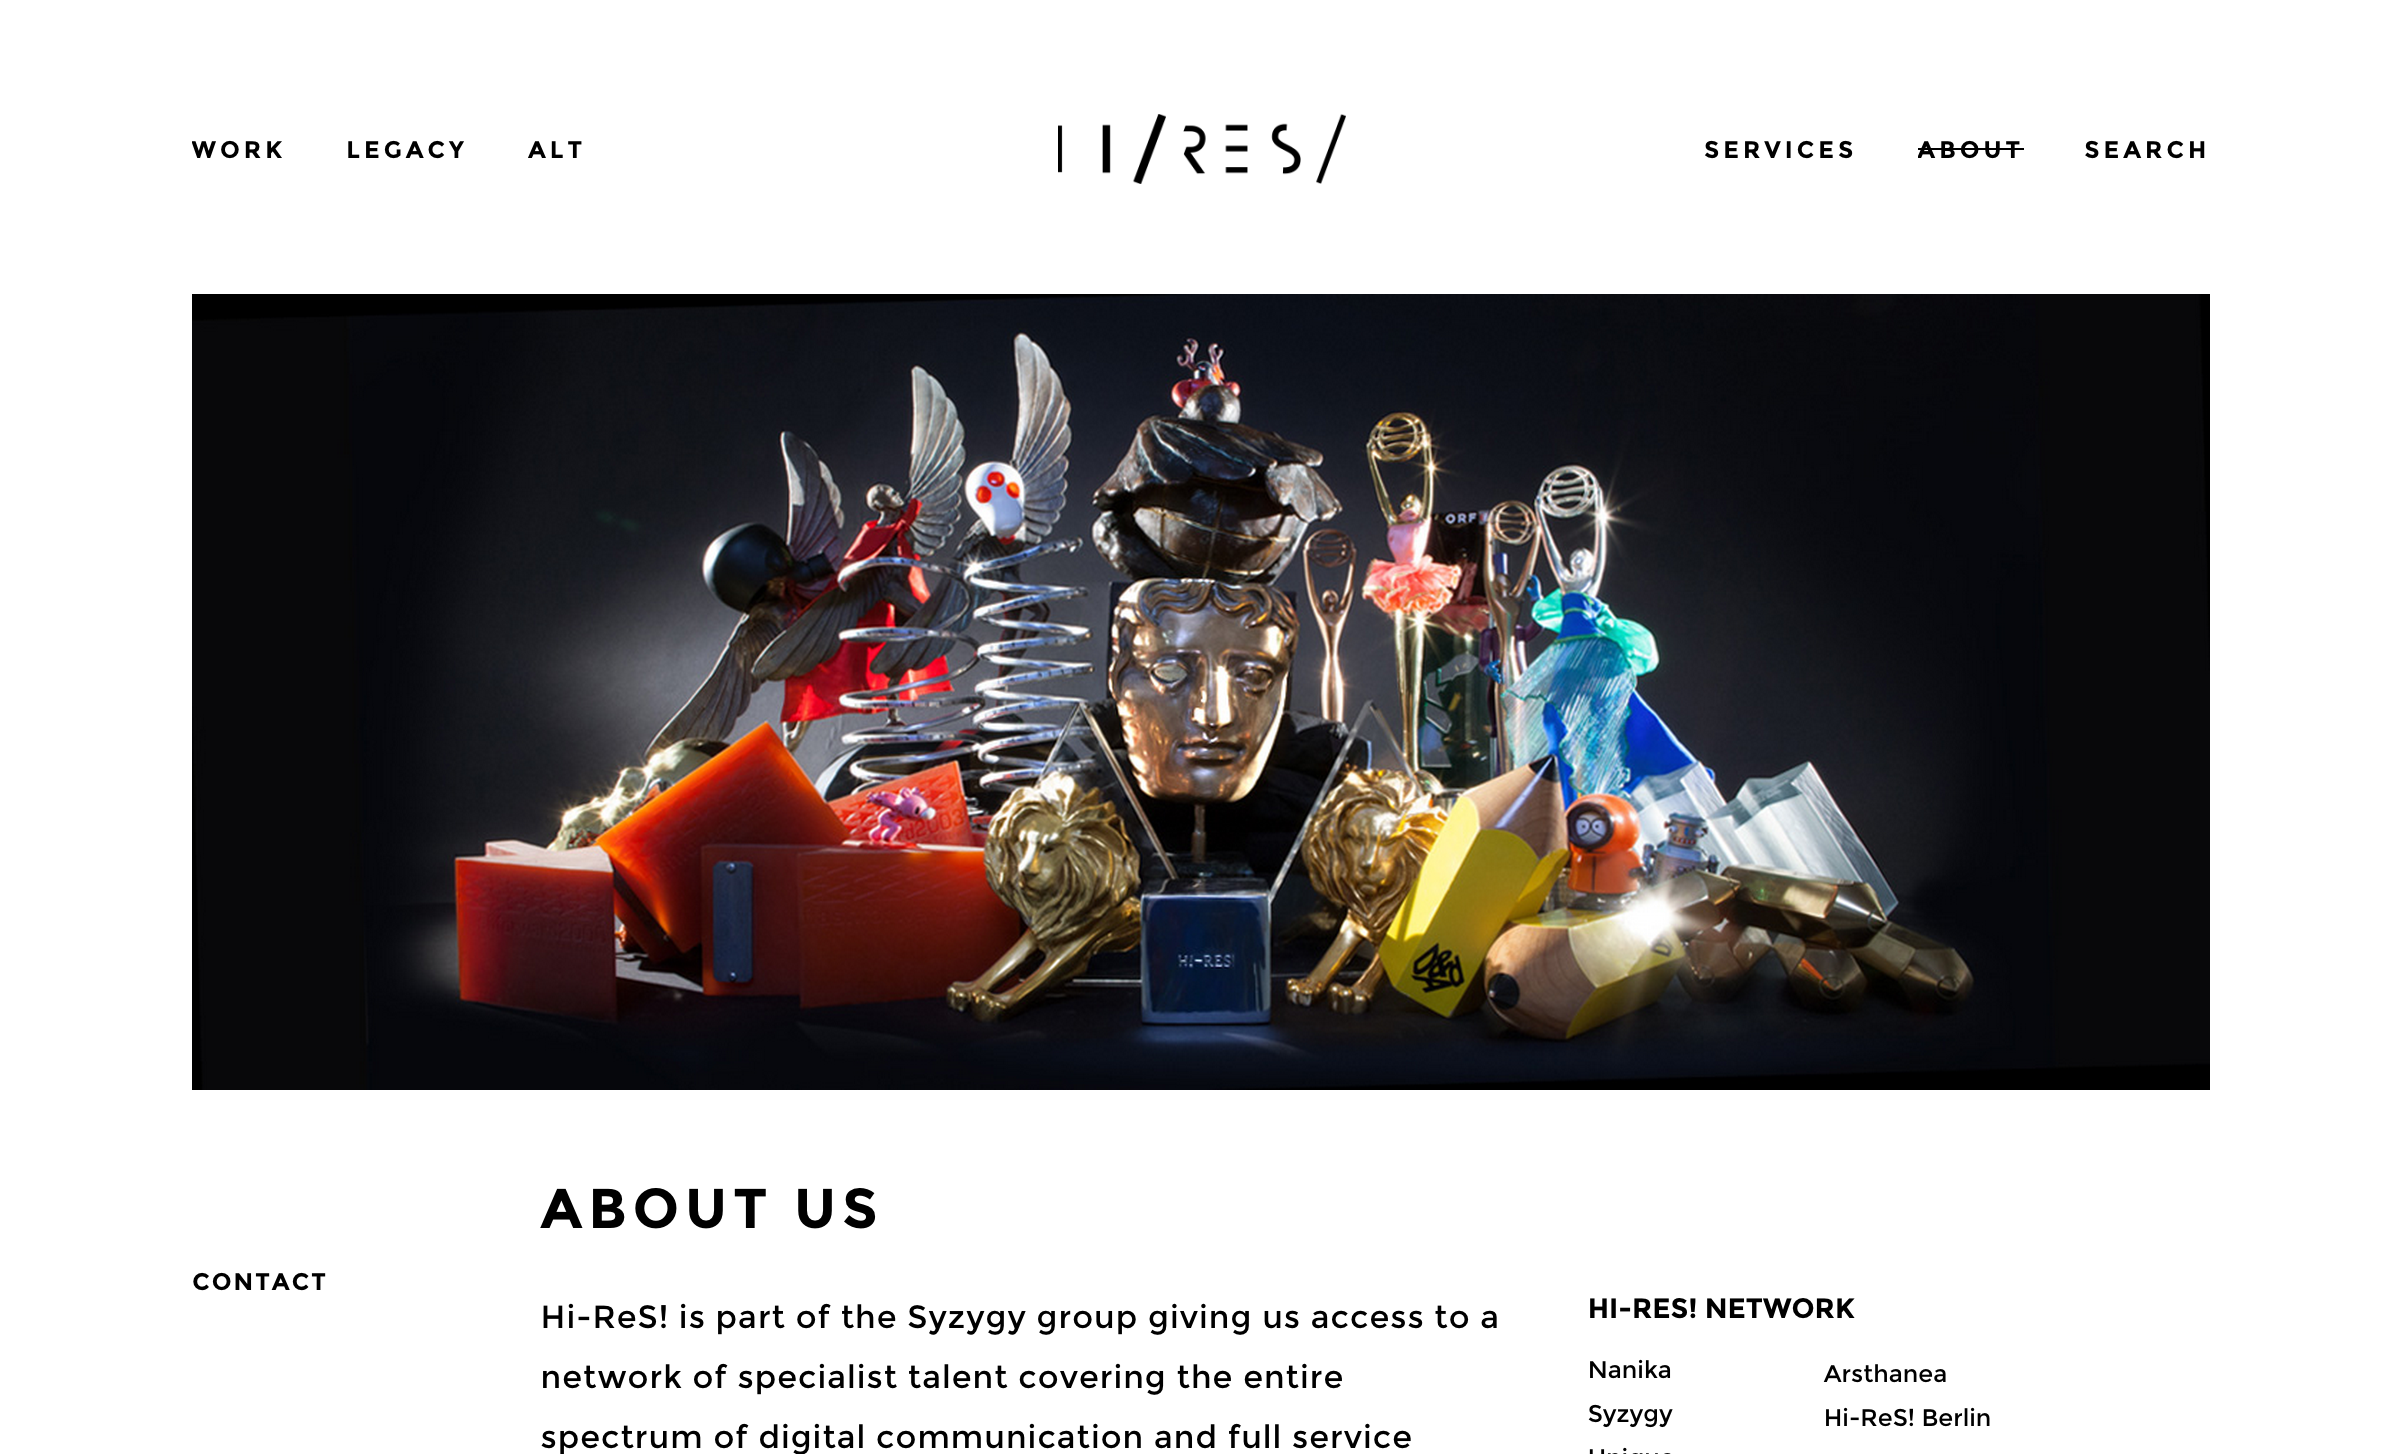 WORK LEGACY ALT
HI/RES/
SERVICES ABOUT SEARCH
ORF
HI-RES!
D&AD
ABOUT US
CONTACT
Hi-ReS! is part of the Syzygy group giving us access to a
network of specialist talent covering the entire
spectrum of digital communication and full service
HI-RES! NETWORK
Nanika
Syzygy
Arsthanea
Hi-ReS! Berlin